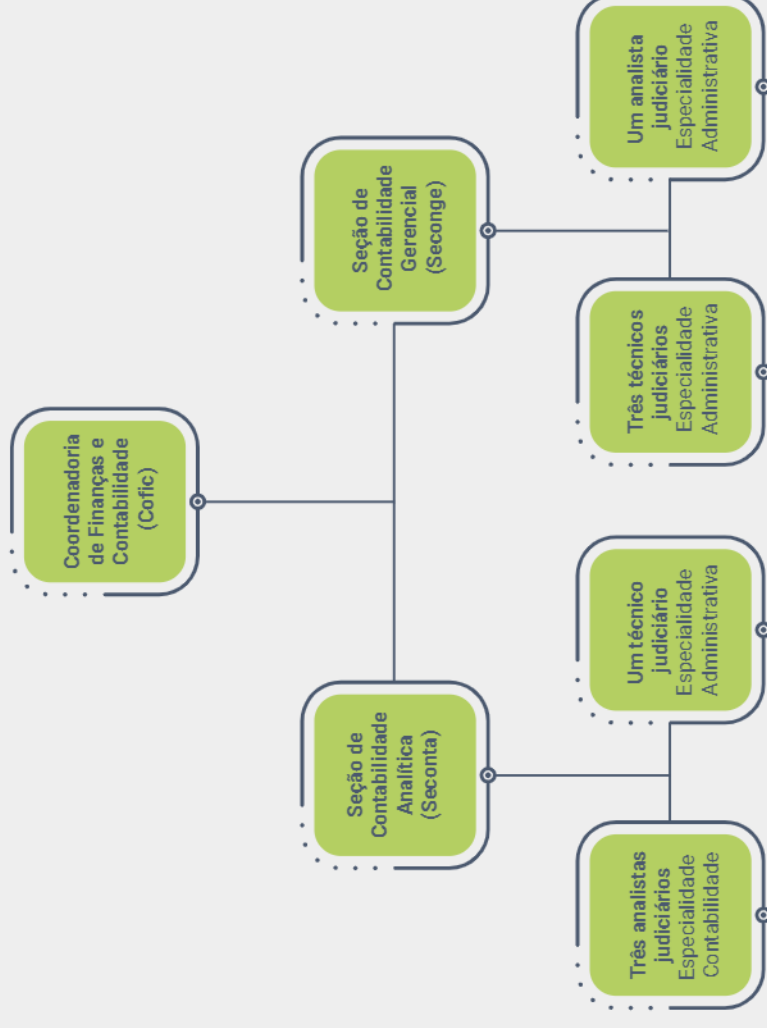 Coordenadoria
de Finanças e
Contabilidade
(Cofic)
Seção de
Contabilidade
Analítica
(Seconta)
Seção de
Contabilidade
Gerencial
(Seconge)
Três analistas
judiciários
Especialidade
Contabilidade
Um técnico
judiciário
Especialidade
Administrativa
Três técnicos
judiciários
Especialidade
Administrativa
Um analista
judiciário
Especialidade
Administrativa